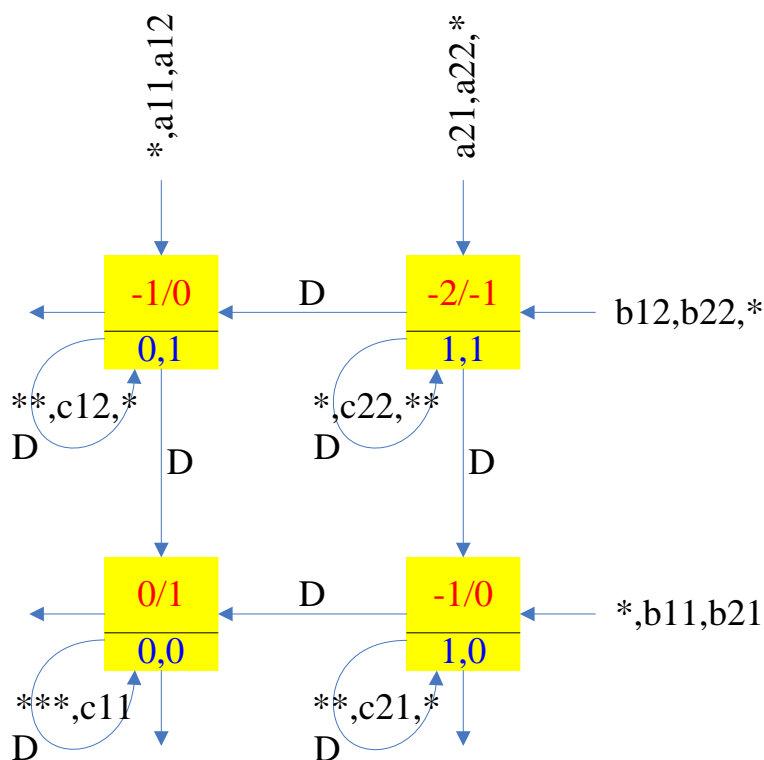 *,a11,a12
a21,a22,*
-1/0
D
-2/-1
b12,b22,*
0,1
1,1
**,c12,*
*,c22,**
D
D
D
D
0/1
D
-1/0
*,b11,b21
0,0
1,0
***,c11
**,c21,*
D
D